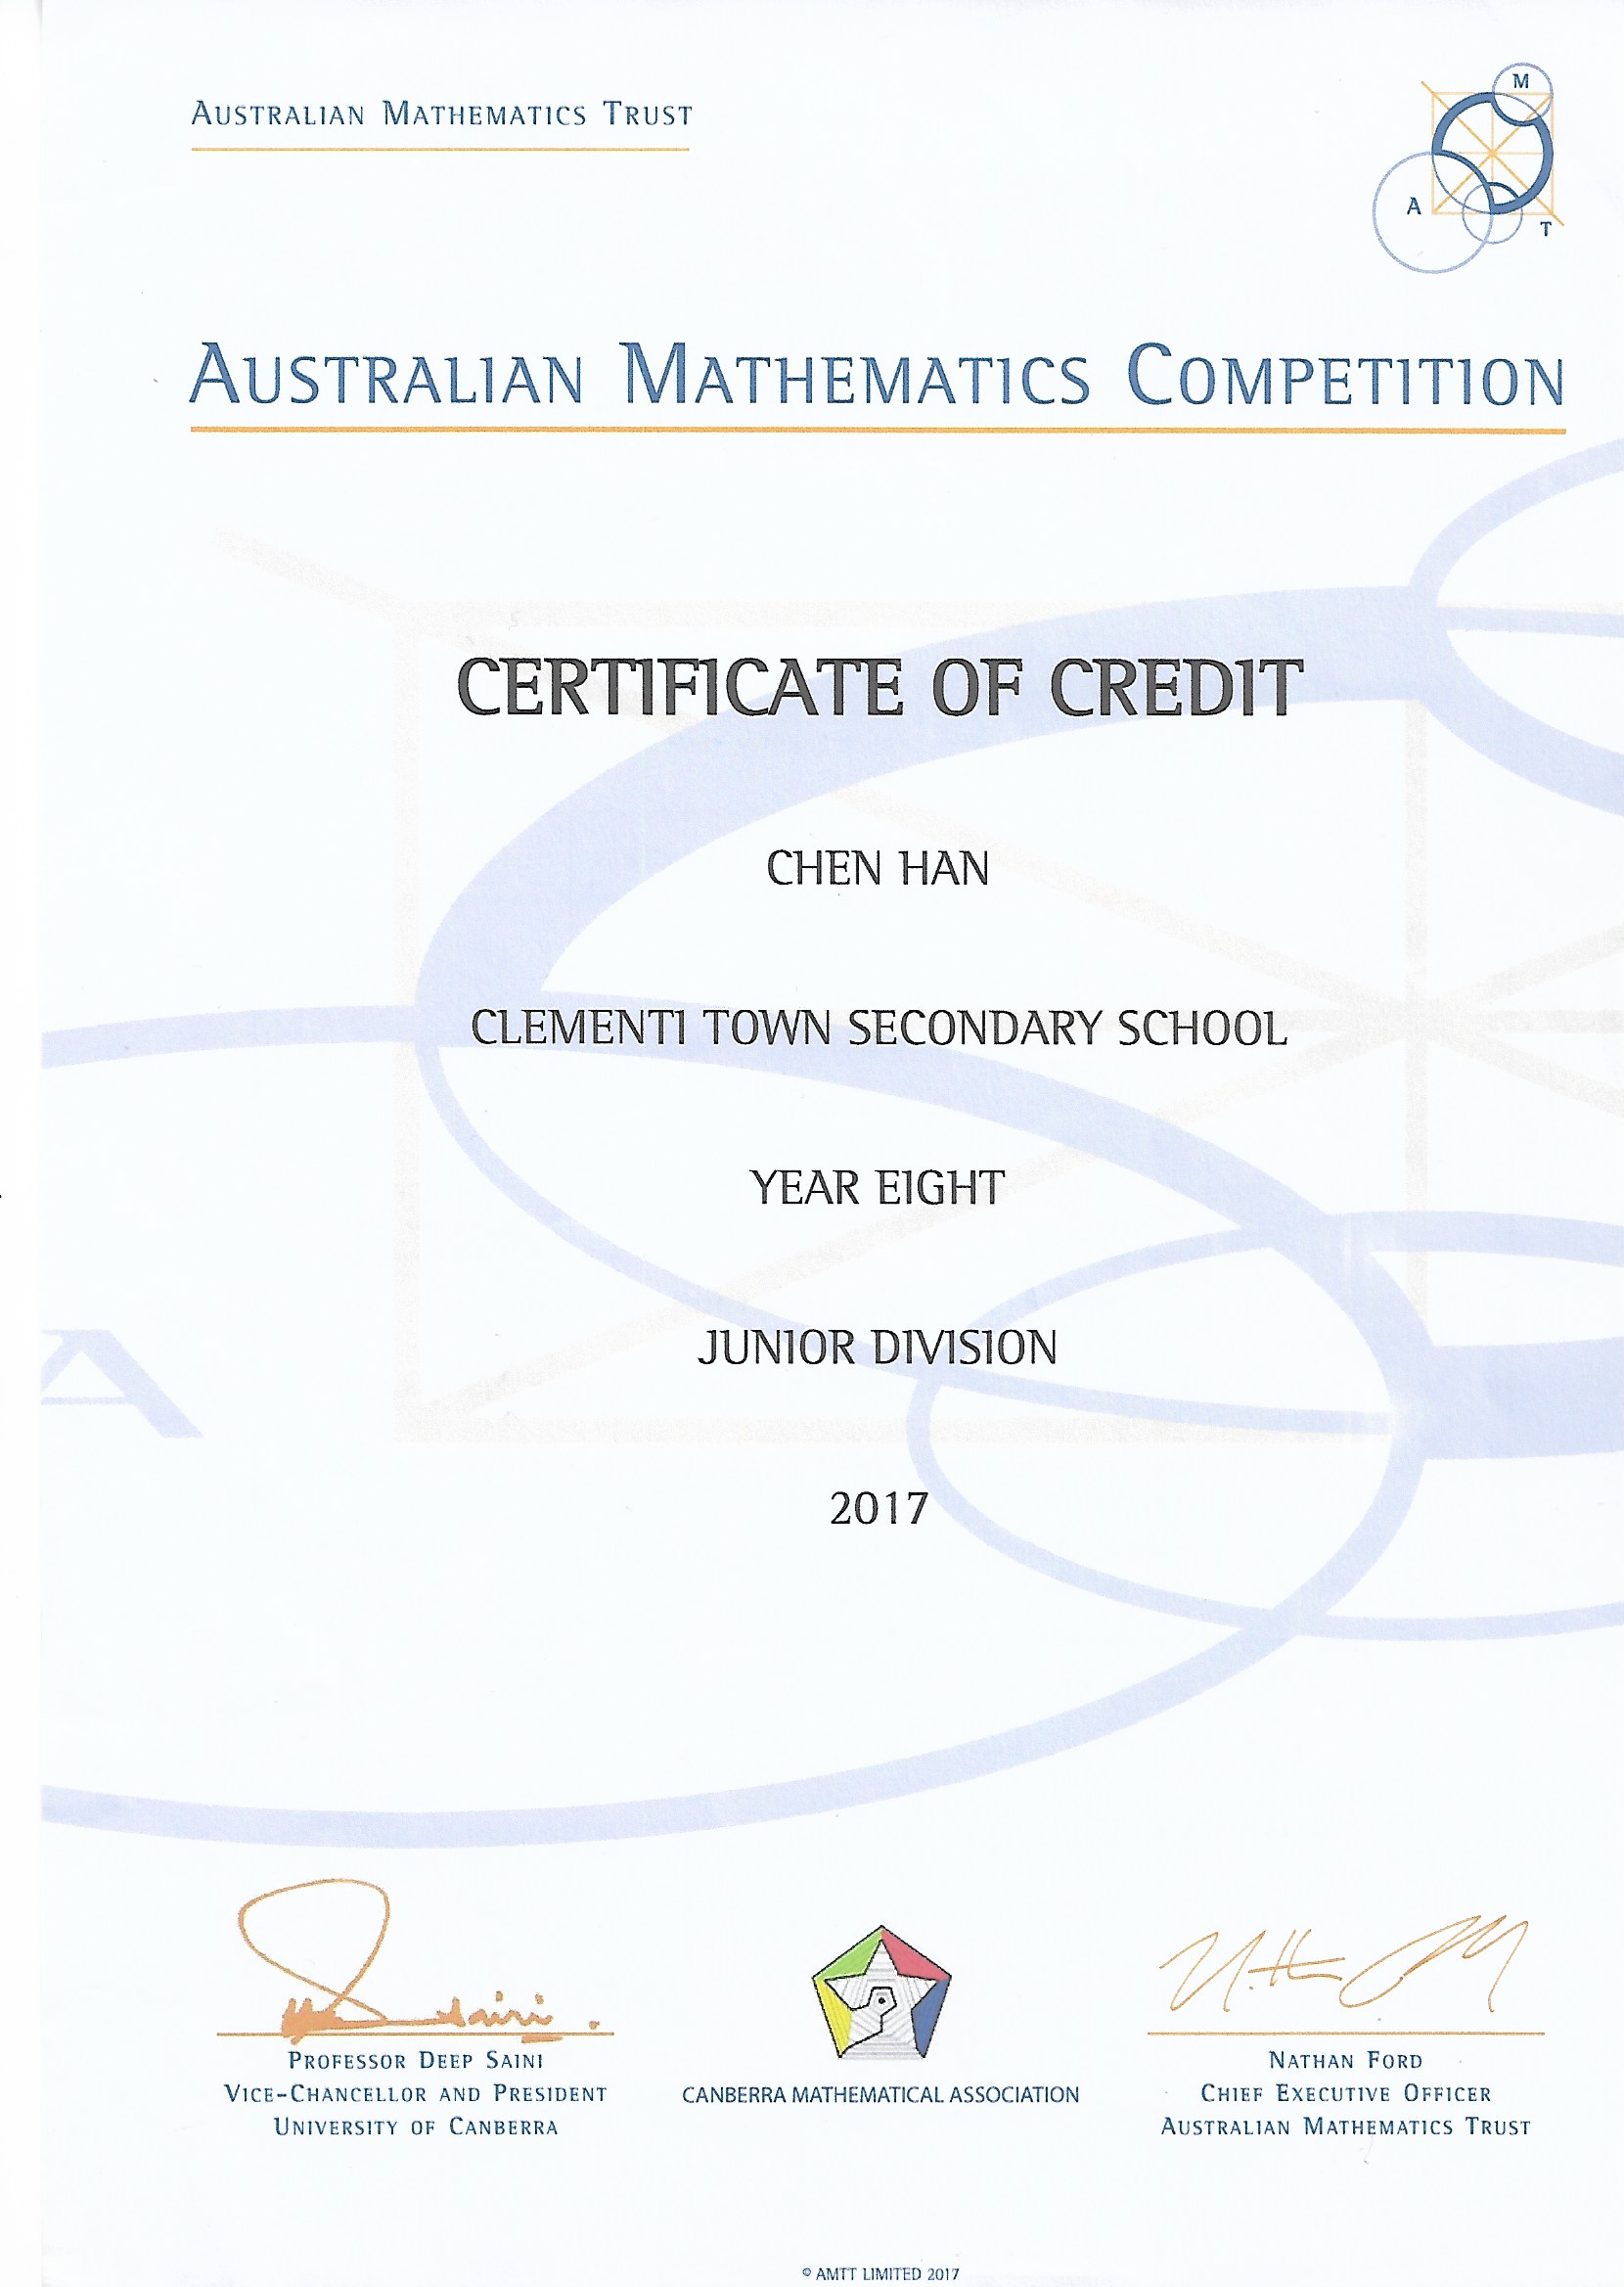 AUSTRALIAN MATHEMATICS TRUST
M
A
T
AUSTRALIAN MATHEMATICS COMPETITION
CERTIFICATE OF CREDIT
CHEN HAN
CLEMENTI TOWN SECONDARY SCHOOL
YEAR EIGHT
JUNIOR DIVISION
A
2017
PROFESSOR DEEP SAINI
VICE-CHANCELLOR AND PRESIDENT
UNIVERSITY OF CANBERRA
CANBERRA MATHEMATICAL ASSOCIATION
NATHAN FORD
CHIEF EXECUTIVE OFFICER
AUSTRALIAN MATHEMATICS TRUST
© AMTT LIMITED 2017